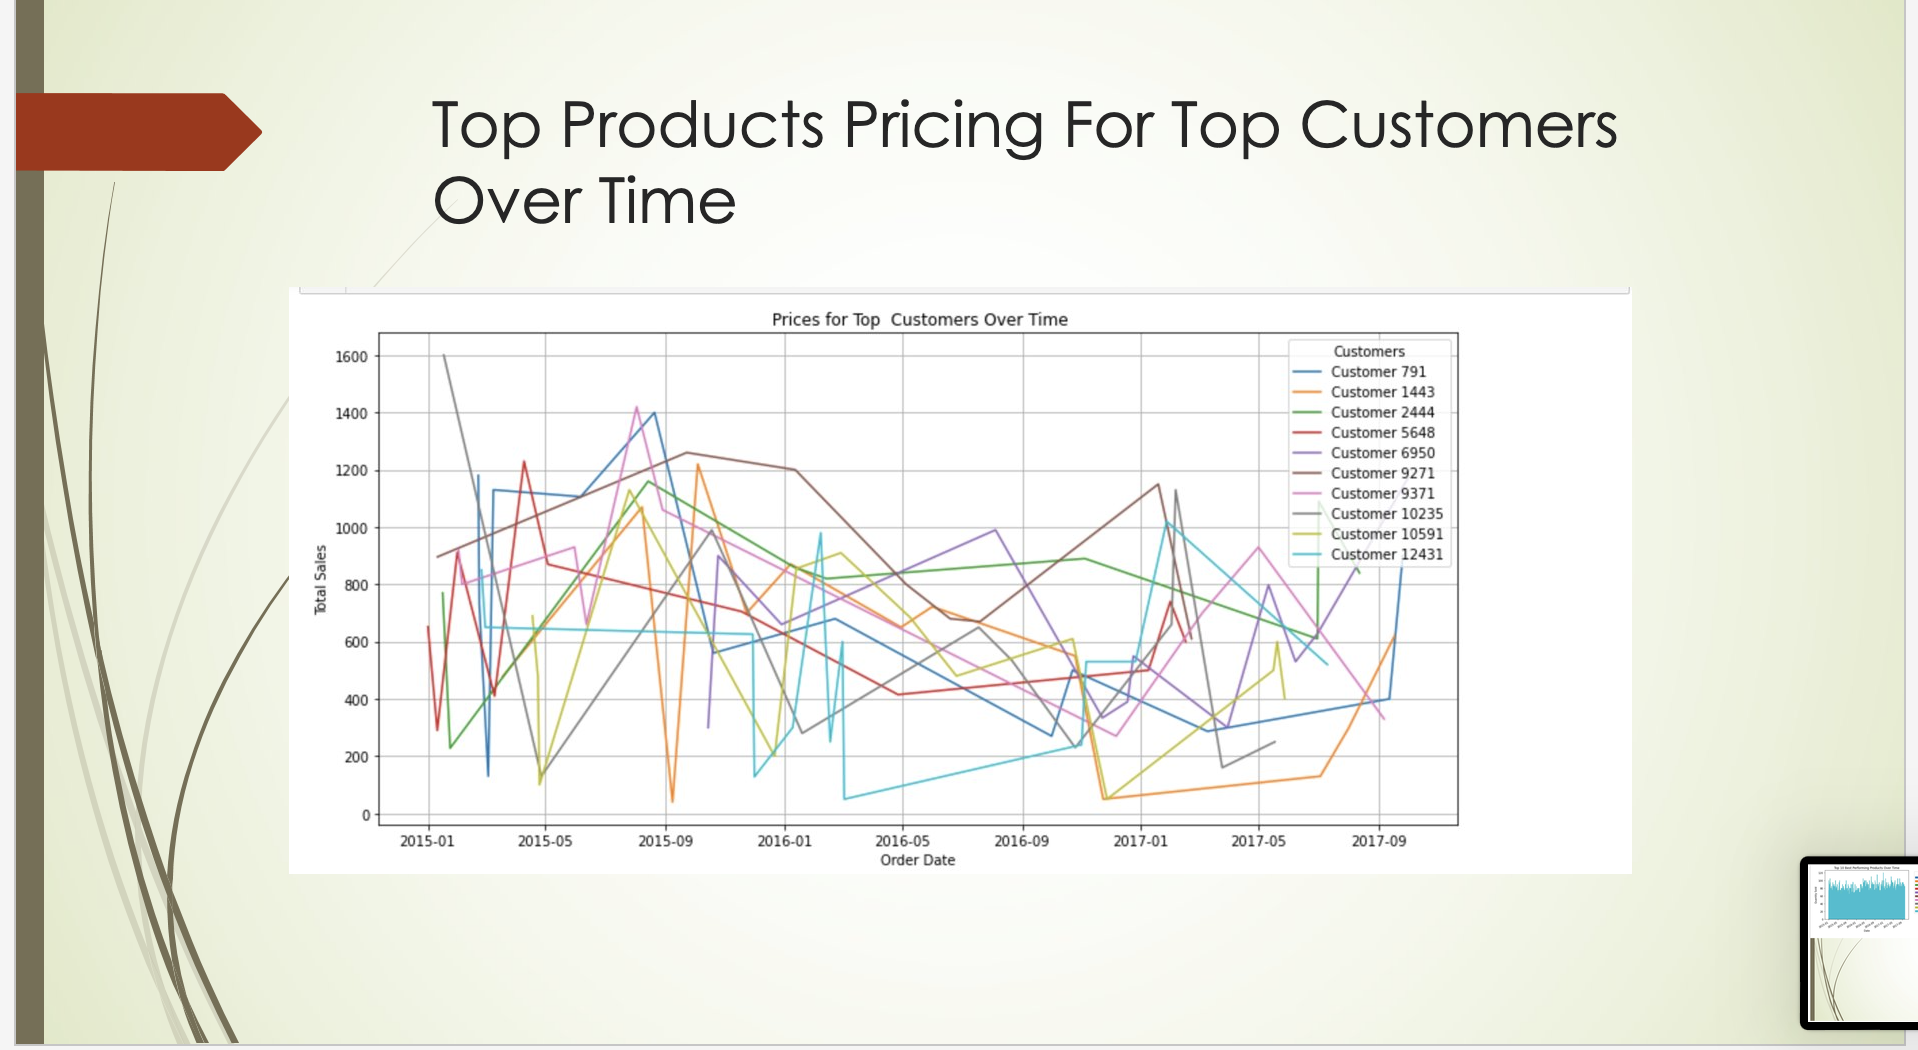 Top Products Pricing For Top Customers
Over Time
Prices for Top  Customers Over Time
Customers
Customer 791
Customer 1443
Customer 2444
Customer 5648
Customer 6950
Customer 9271
Customer 9371
Customer 10235
Customer 10591
Customer 12431
1600
1400
1200
1000
800
600
400
200
0
Total Sales
2015-01 2015-05 2015-09 2016-01 2016-05 2016-09 2017-01 2017-05 2017-09
Order Date